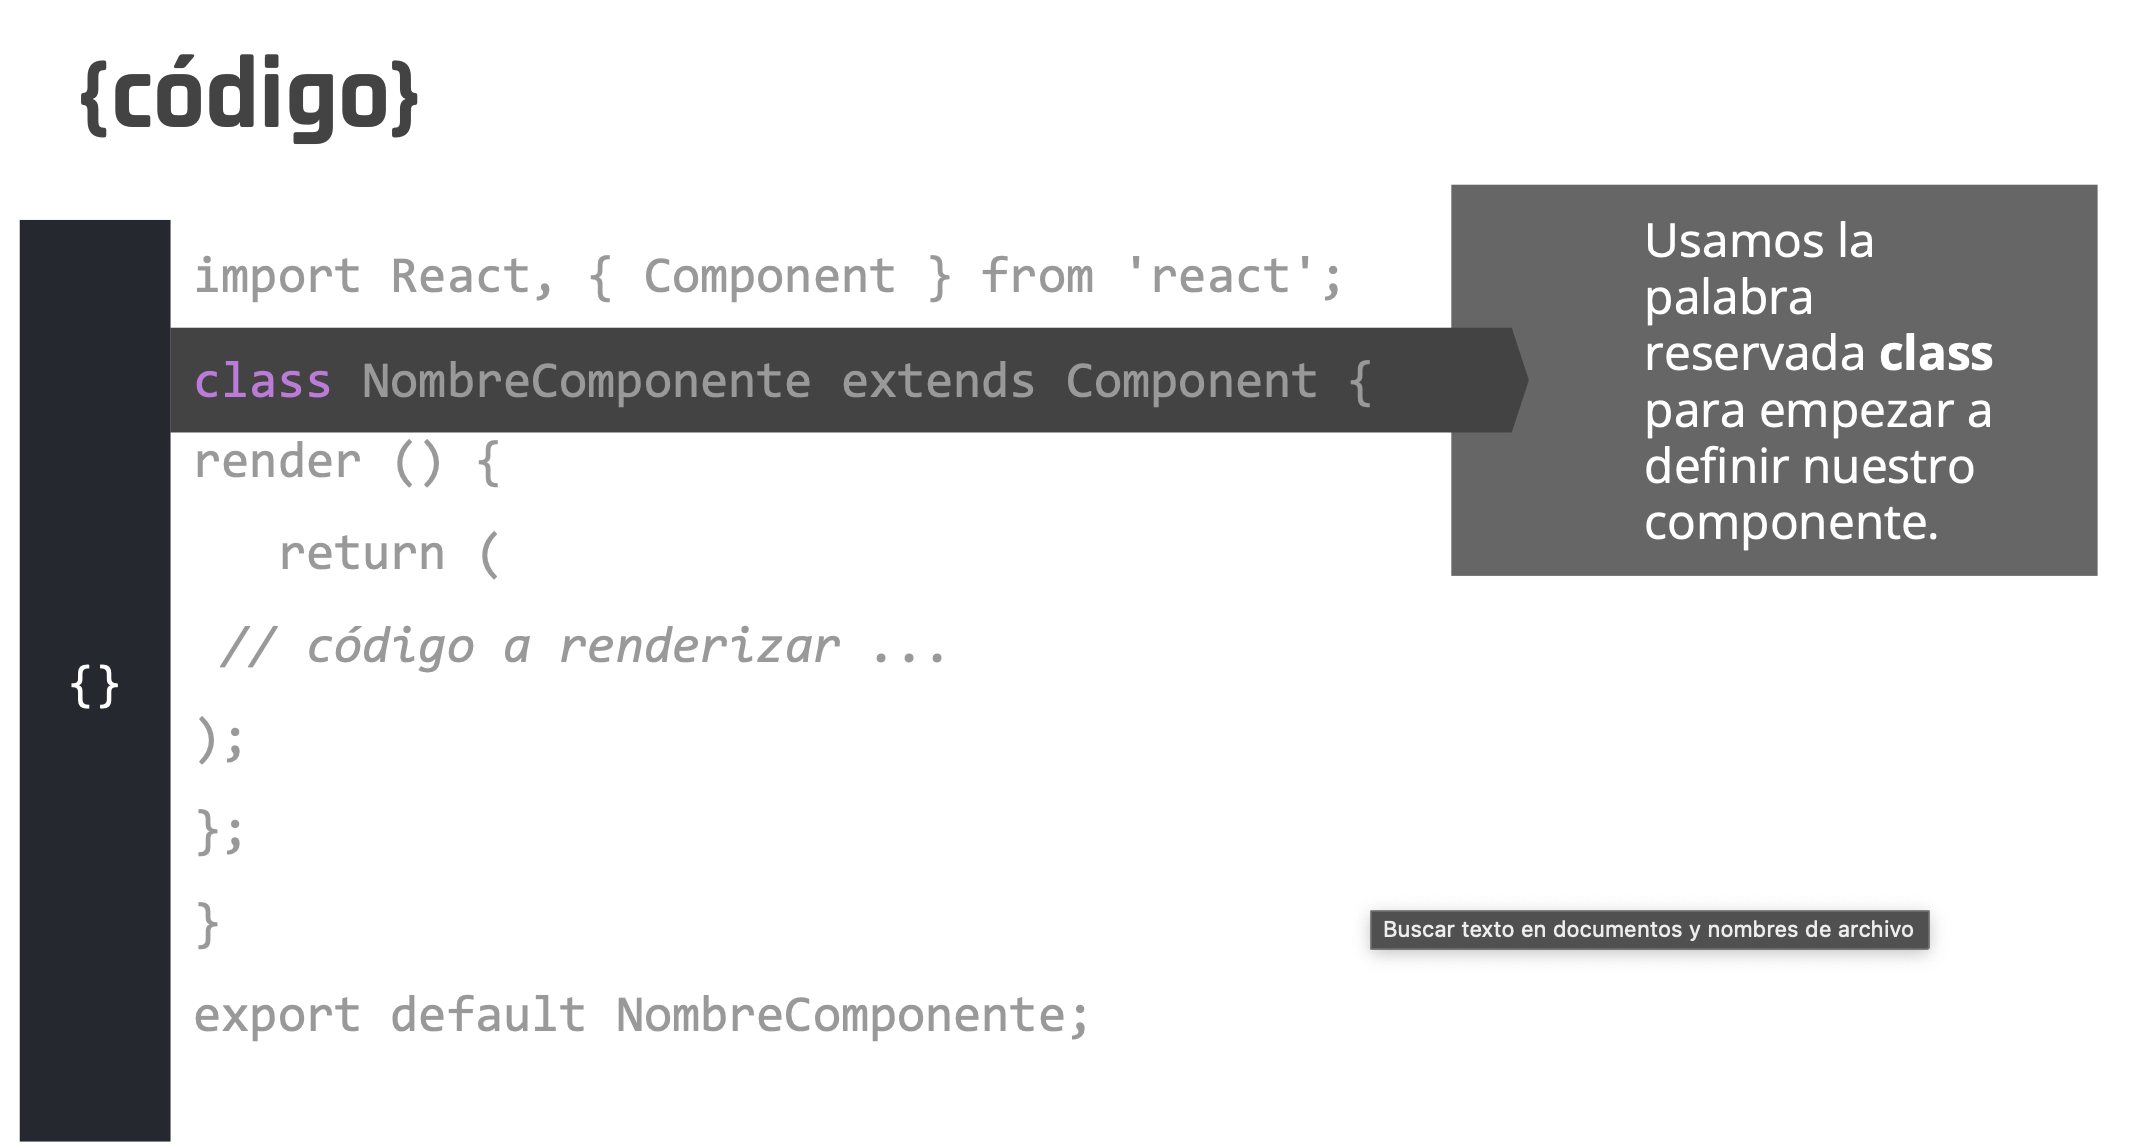 {código}
import React, { Component } from 'react';
class NombreComponente extends Component {
render () {
return (
// código a renderizar ...
);
};
}
export default NombreComponente;
{}
Usamos la
palabra
reservada class
para empezar a
definir nuestro
componente.
Buscar texto en documentos y nombres de archivo